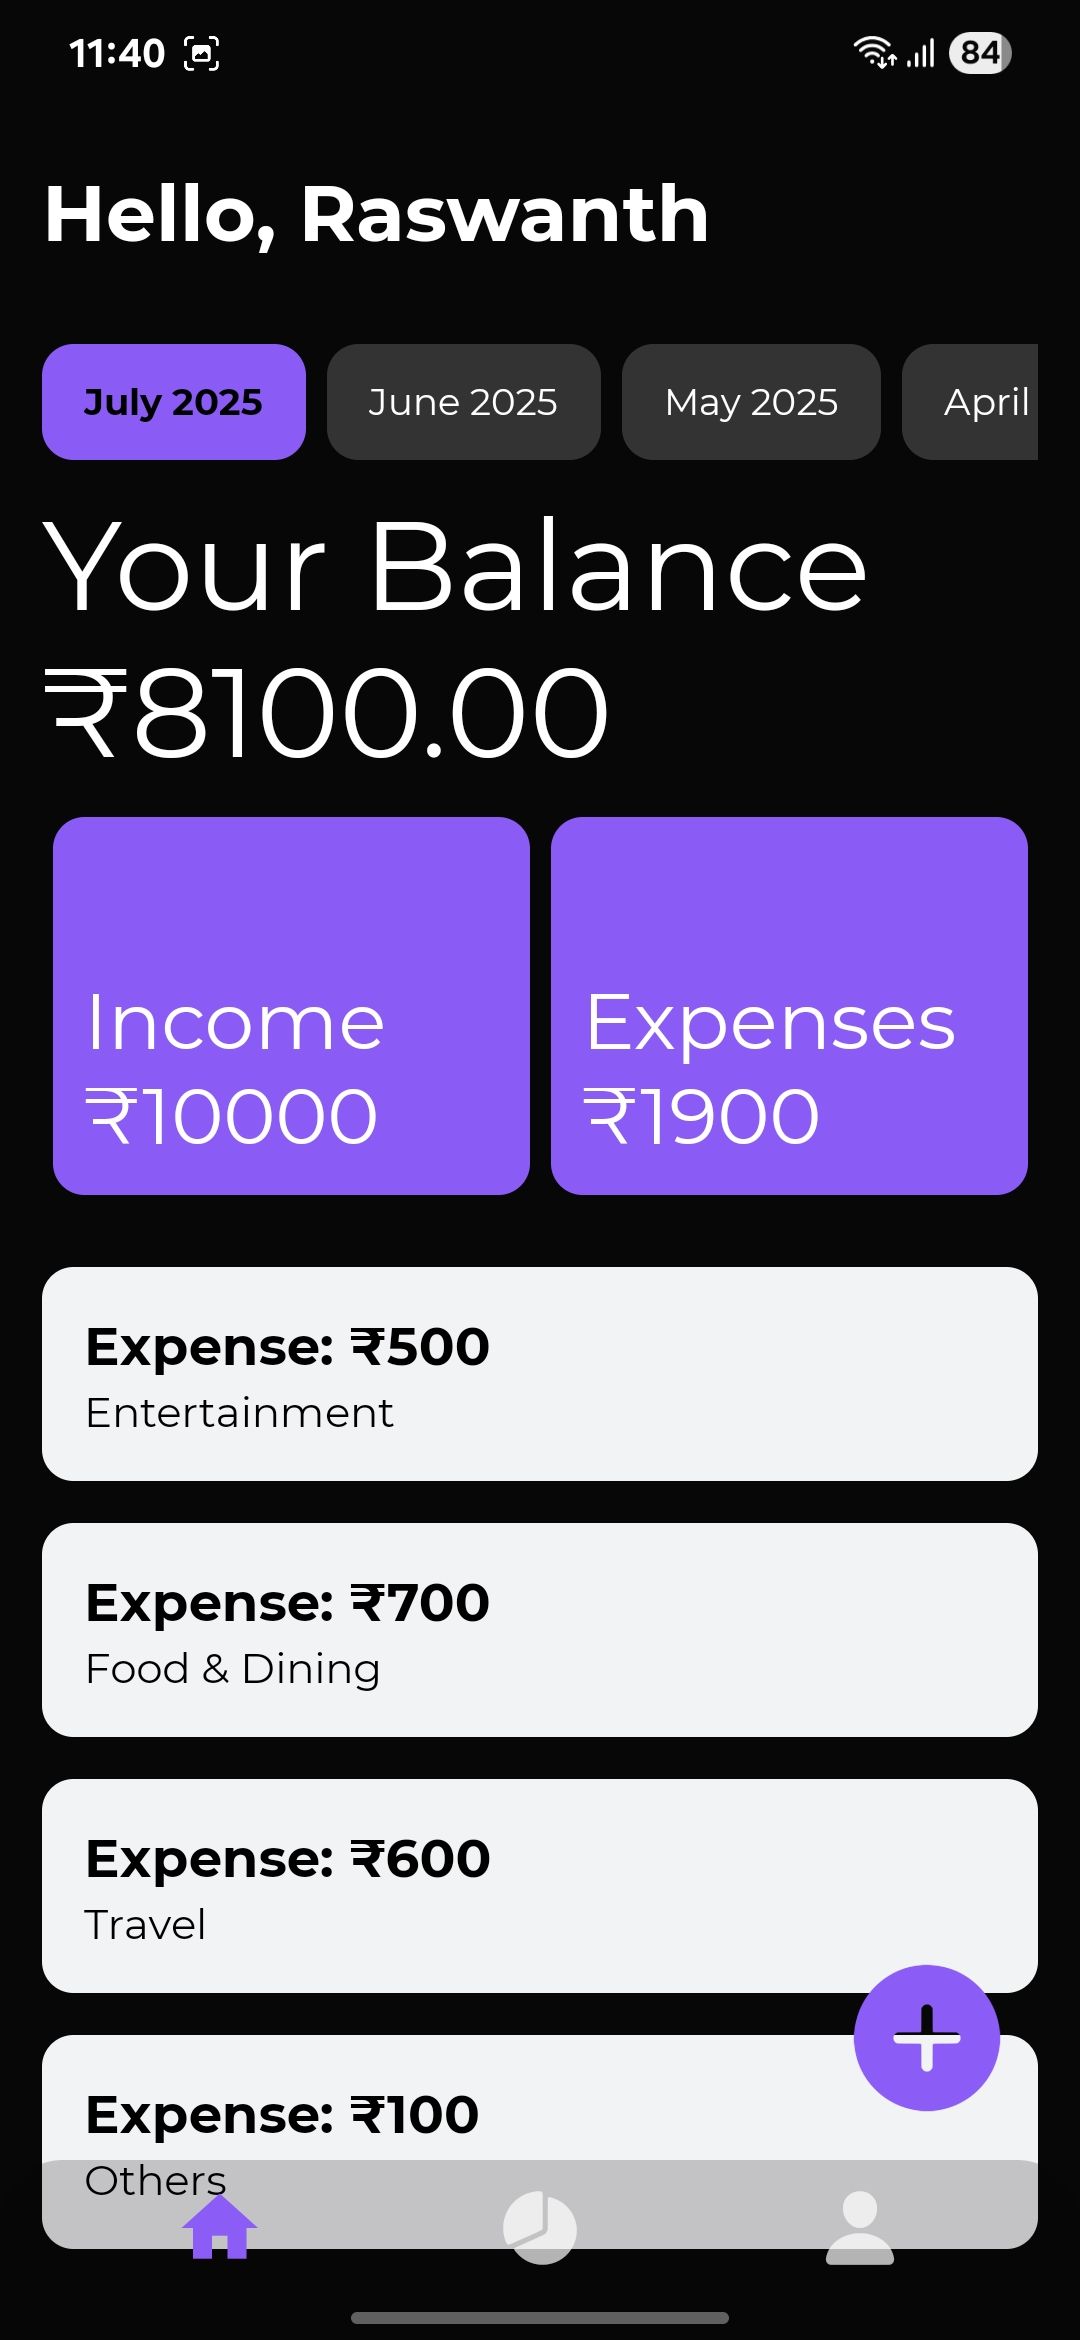 11:40
84
Hello, Raswanth
July 2025
June 2025
May 2025
April
Your Balance
₹8100.00
Income
₹10000
Expenses
₹1900
Expense: ₹500
Entertainment
Expense: ₹700
Food & Dining
Expense: ₹600
Travel
Expense: ₹100
Others